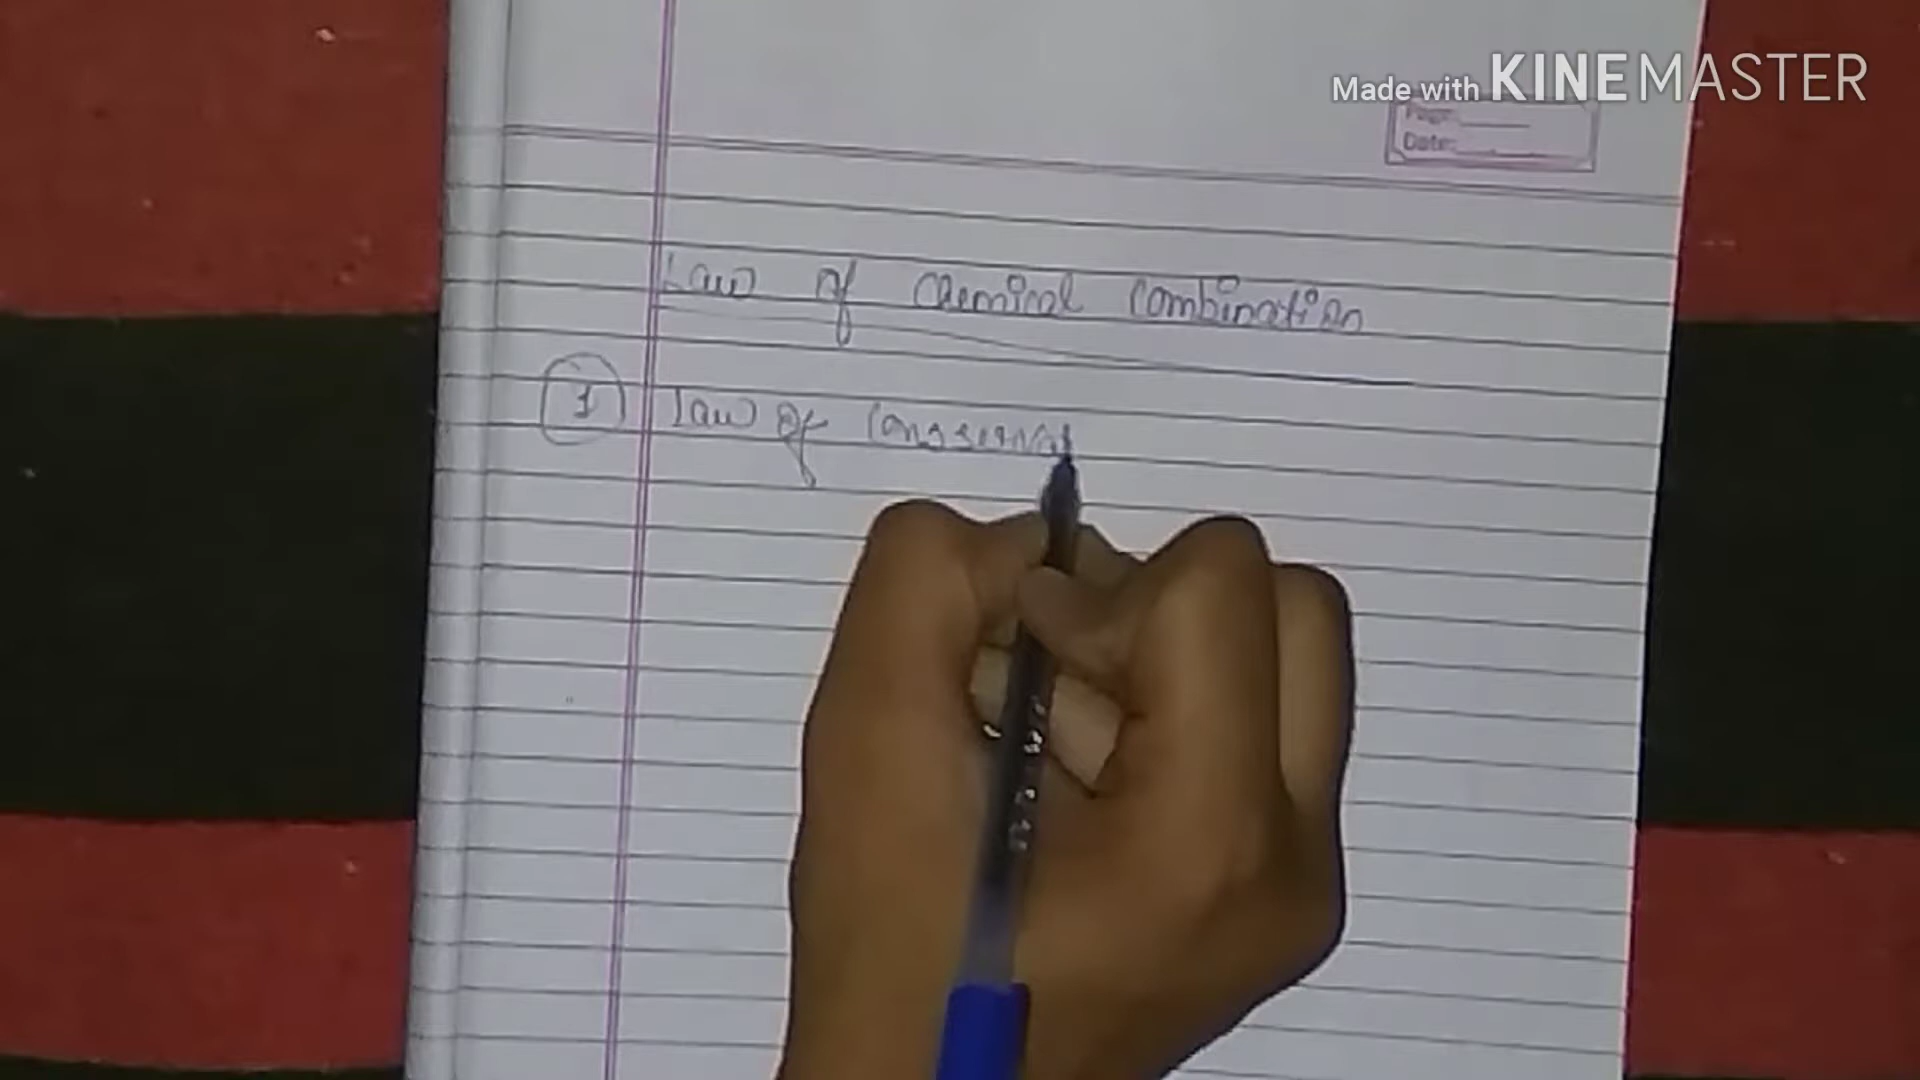 Made with KINEMASTER
Page:
Date:
Law of Chemical Combination
1 Law of Conservat